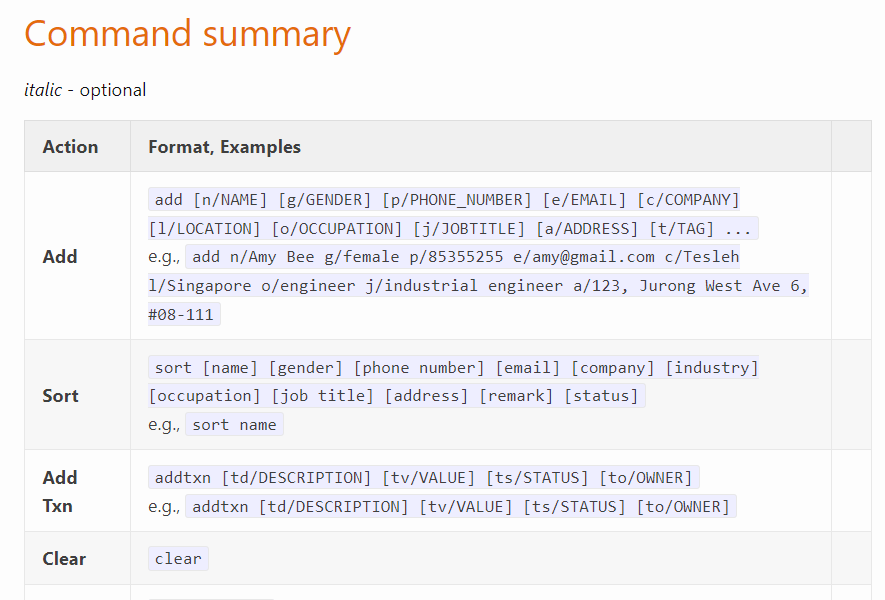 Command summary
italic - optional
Action Format, Examples
Add
add [n/NAME] [g/GENDER] [p/PHONE_NUMBER] [e/EMAIL] [c/COMPANY]
[l/LOCATION] [o/OCCUPATION] [j/JOBTITLE] [a/ADDRESS] [t/TAG] ...
e.g., add n/Amy Bee g/female p/85355255 e/amy@gmail.com c/Tesleh
l/Singapore o/engineer j/industrial engineer a/123, Jurong West Ave 6,
#08-111
Sort
sort [name] [gender] [phone number] [email] [company] [industry]
[occupation] [job title] [address] [remark] [status]
e.g., sort name
Add
Txn
addtxn [td/DESCRIPTION] [tv/VALUE] [ts/STATUS] [to/OWNER]
e.g., addtxn [td/DESCRIPTION] [tv/VALUE] [ts/STATUS] [to/OWNER]
Clear clear